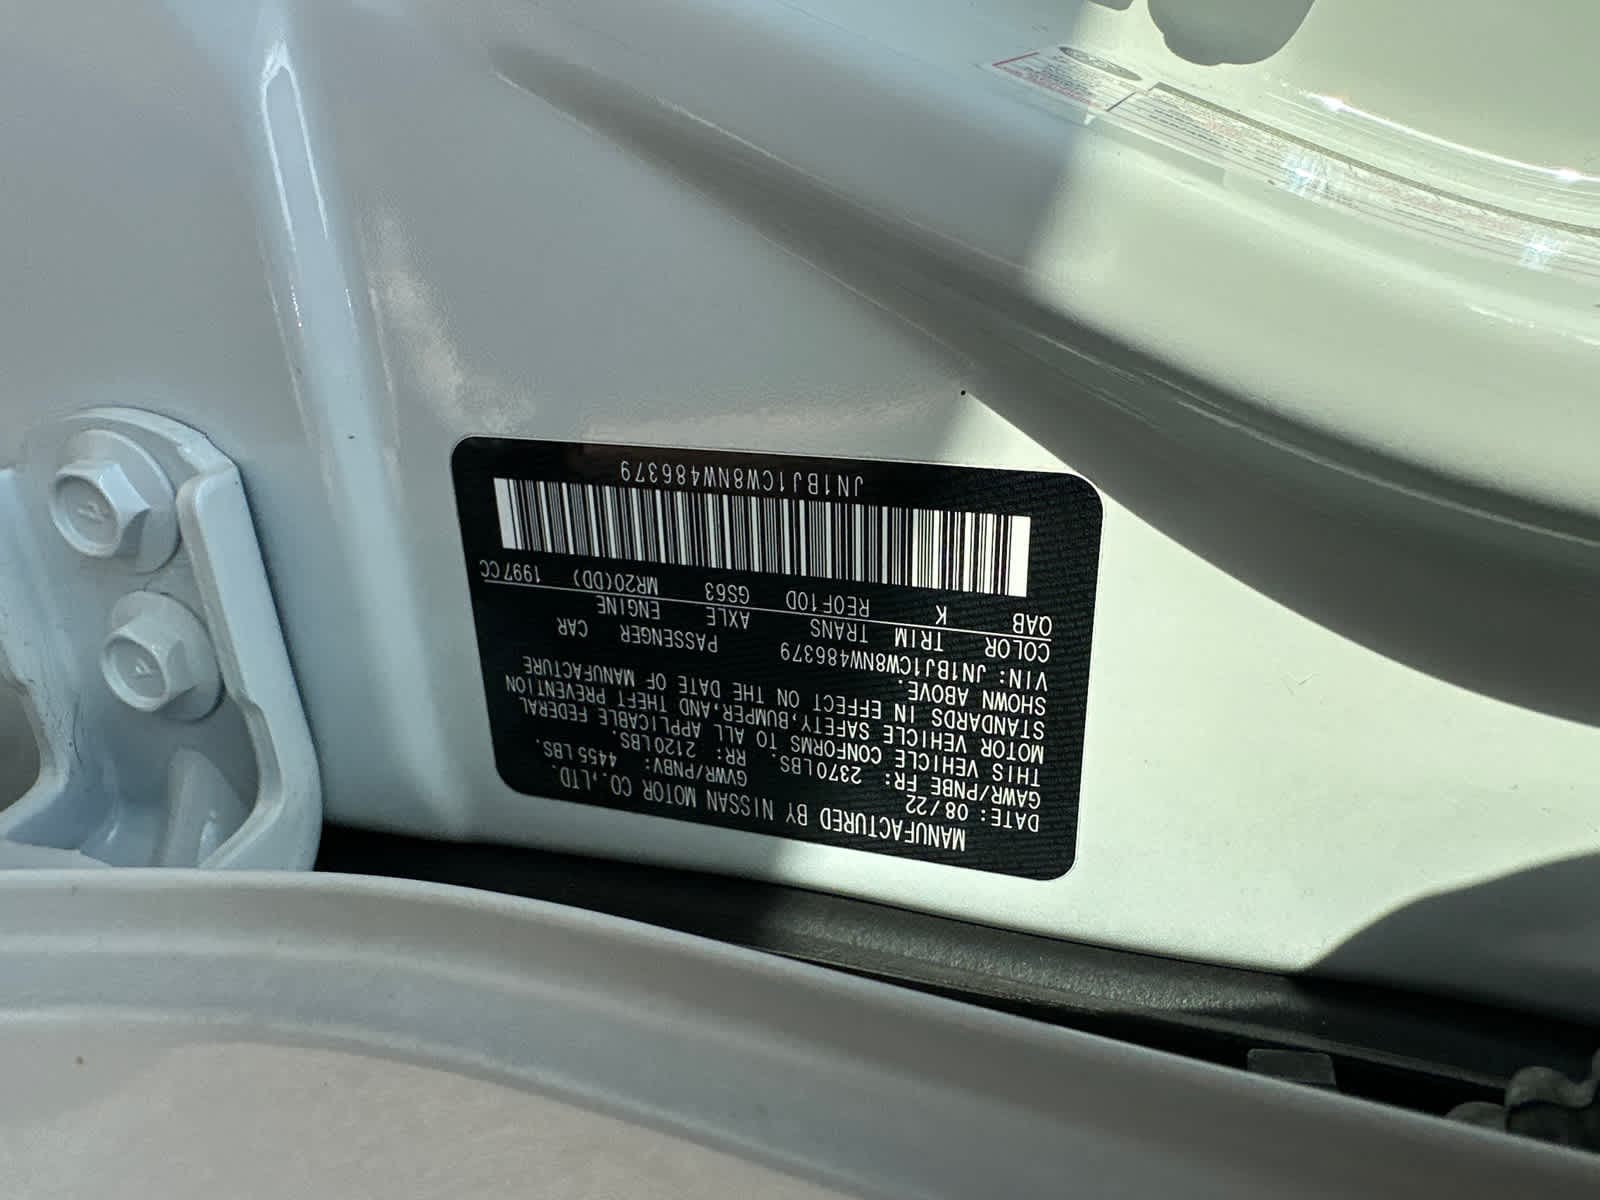 MANUFACTURED BY NISSAN MOTOR CO.,LTD.
DATE: 08/22 GVWR/PNBV: 4455LBS.
GAWR/PNBE FR: 2370LBS. RR: 2120LBS.
THIS VEHICLE CONFORMS TO ALL APPLICABLE FEDERAL
MOTOR VEHICLE SAFETY,BUMPER,AND THEFT PREVENTION
STANDARDS IN EFFECT ON THE DATE OF MANUFACTURE
SHOWN ABOVE.
VIN: JN1BJ1CW8NW486379 PASSENGER CAR
COLOR TRIM TRANS AXLE ENGINE
QAB K RE0F10D GS63 MR20(DD) 1997CC
JN1BJ1CW8NW486379